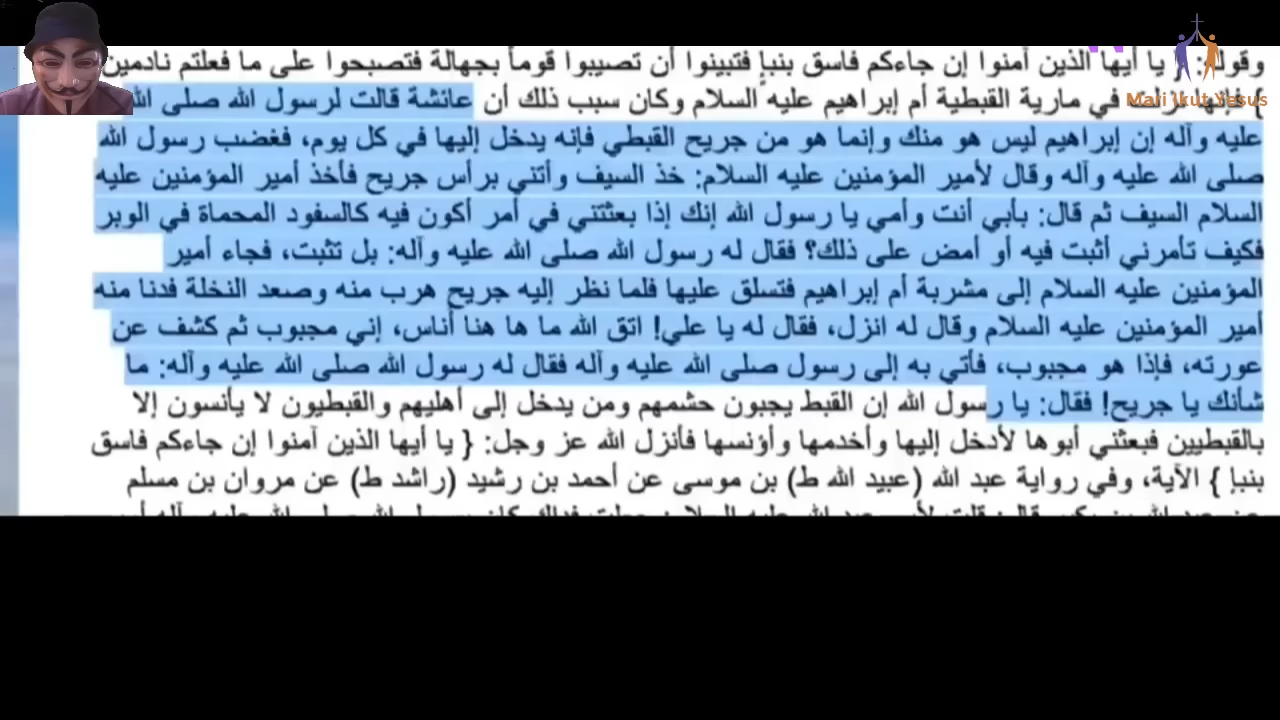 وقوله: { يا أيها الذين آمنوا إن جاءكم فاسق بنبإٍ فتبينوا أن تصيبوا قوماً بجهالة فتصبحوا على ما فعلتم نادمين
} فإنها نزلت في مارية القبطية أم إبراهيم عليه السلام وكان سبب ذلك أن عائشة قالت لرسول الله صلى الله
عليه وآله إن إبراهيم ليس هو منك وإنما هو من جريح القبطي فإنه يدخل إليها في كل يوم، فغضب رسول الله
صلى الله عليه وآله وقال لأمير المؤمنين عليه السلام: خذ السيف وأتني برأس جريح فأخذ أمير المؤمنين عليه
السلام السيف ثم قال: بأبي أنت وأمي يا رسول الله إنك إذا بعثتني في أمر أكون فيه كالسفود المحماة في الوبر
فكيف تأمرني أثبت فيه أو أمض على ذلك؟ فقال له رسول الله صلى الله عليه وآله: بل تثبت، فجاء أمير
المؤمنين عليه السلام إلى مشربة أم إبراهيم فتسلق عليها فلما نظر إليه جريح هرب منه وصعد النخلة فدنا منه
أمير المؤمنين عليه السلام وقال له انزل، فقال له يا علي! اتق الله ما ها هنا أناس، إني مجبوب ثم كشف عن
عورته، فإذا هو مجبوب، فأتي به إلى رسول الله صلى الله عليه وآله فقال له رسول الله صلى الله عليه وآله: ما
شأنك يا جريح! فقال: يا رسول الله إن القبط يجبون حشمهم ومن يدخل إلى أهليهم والقبطيون لا يأنسون إلا
بالقبطيين فبعثني أبوها لأدخل إليها وأخدمها وأؤنسها فأنزل الله عز وجل: { يا أيها الذين آمنوا إن جاءكم فاسق
بنبإ } الآية، وفي رواية عبد الله (عبيد الله ط) بن موسى عن أحمد بن رشيد (راشد ط) عن مروان بن مسلم
Mari Ikut Yesus